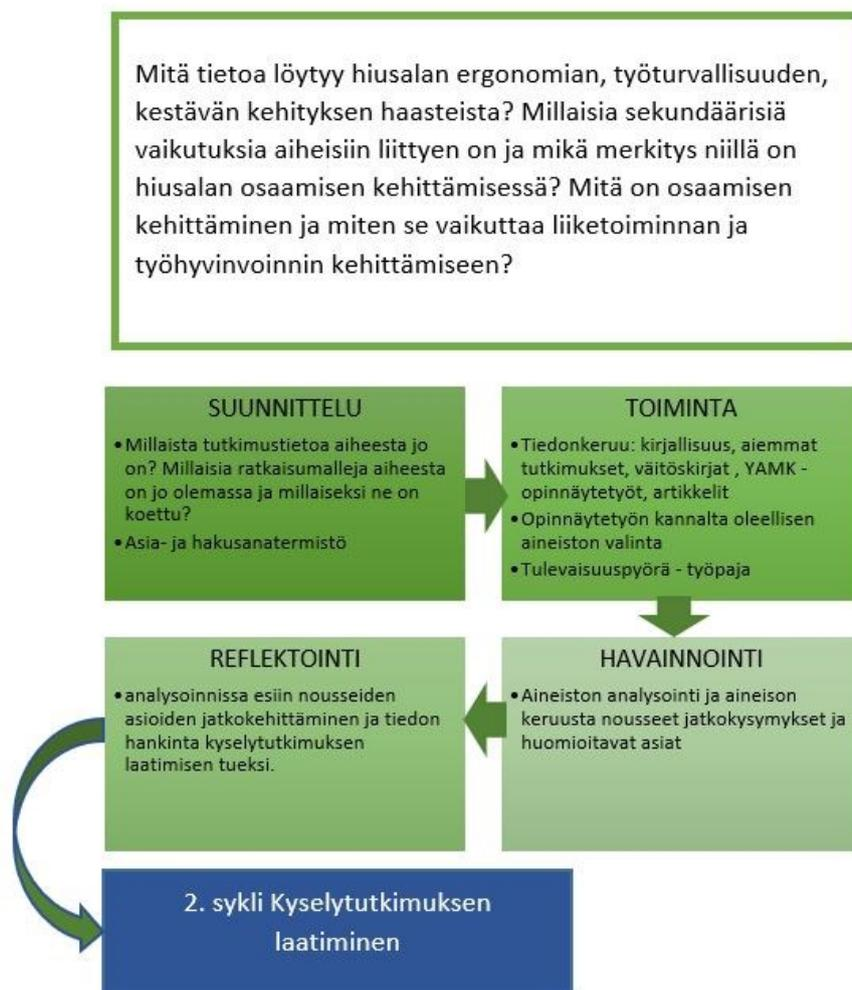 Mitä tietoa löytyy hiusalan ergonomian, työturvallisuuden,
kestävän kehityksen haasteista? Millaisia sekundäärisiä
vaikutuksia aiheisiin liittyen on ja mikä merkitys niillä on
hiusalan osaamisen kehittämisessä? Mitä on osaamisen
kehittäminen ja miten se vaikuttaa liiketoiminnan ja
työhyvinvoinnin kehittämiseen?
SUUNNITTELU
•Millaista tutkimustietoa aiheesta jo
on? Millaisia ratkaisumalleja aiheesta
on jo olemassa ja millaiseksi ne on
koettu?
•Asia- ja hakusanatermistö
TOIMINTA
•Tiedonkeruu: kirjallisuus, aiemmat
tutkimukset, väitöskirjat , YAMK -
opinnäytetyöt, artikkelit
•Opinnäytetyön kannalta oleellisen
aineiston valinta
•Tulevaisuuspyörä - työpaja
REFLEKTOINTI
•analysoinnissa esiin nousseiden
asioiden jatkokehittäminen ja tiedon
hankinta kyselytutkimuksen
laatimisen tueksi.
HAVAINNOINTI
•Aineiston analysointi ja aineison
keruusta nousseet jatkokysymykset ja
huomioitavat asiat
2. sykli Kyselytutkimuksen
laatiminen